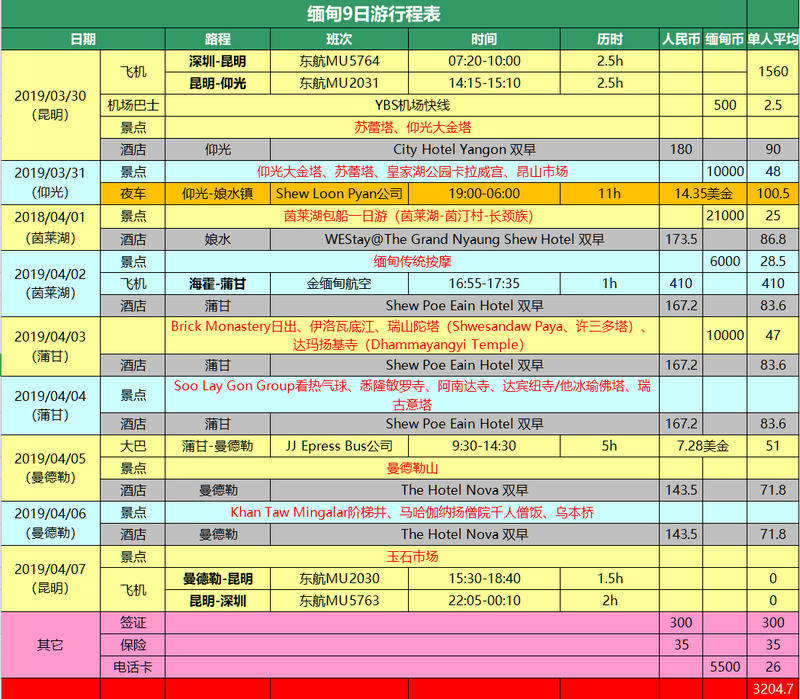 缅甸9日游行程表
日期 路程 班次 时间 历时 人民币 缅甸币 单人平均
2019/03/30 (昆明) 飞机 深圳-昆明 东航MU5764 07:20-10:00 2.5h 1560
昆明-仰光 东航MU2031 14:15-15:10 2.5h
机场巴士 YBS机场快线 500 2.5
景点 苏蕾塔、仰光大金塔
酒店 仰光 City Hotel Yangon 双早 180 90
2019/03/31 (仰光) 景点 仰光大金塔、苏蕾塔、皇家湖公园卡拉威宫、昂山市场 10000 48
夜车 仰光-娘水镇 Shew Loon Pyan公司 19:00-06:00 11h 14.35美金 100.5
2018/04/01 (茵莱湖) 景点 茵莱湖包船一日游（茵莱湖-茵汀村-长颈族） 21000 25
酒店 娘水 WEStay@The Grand Nyaung Shew Hotel 双早 173.5 86.8
2019/04/02 (茵莱湖) 景点 缅甸传统按摩 6000 28.5
飞机 海霍-蒲甘 金缅甸航空 16:55-17:35 1h 410 410
酒店 蒲甘 Shew Poe Eain Hotel 双早 167.2 83.6
2019/04/03 (蒲甘) Brick Monastery日出、伊洛瓦底江、瑞山陀塔（Shwesandaw Paya、许三多塔）、
达玛扬基寺（Dhammayangyi Temple） 10000 47
酒店 蒲甘 Shew Poe Eain Hotel 双早 167.2 83.6
2019/04/04 (蒲甘) 景点 Soo Lay Gon Group看热气球、悉隆敏罗寺、阿南达寺、达宾纽寺/他冰瑜佛塔、瑞
古意塔
酒店 蒲甘 Shew Poe Eain Hotel 双早 167.2 83.6
2019/04/05 (曼德勒) 大巴 蒲甘-曼德勒 JJ Epress Bus公司 9:30-14:30 5h 7.28美金 51
景点 曼德勒山
酒店 曼德勒 The Hotel Nova 双早 143.5 71.8
2019/04/06 (曼德勒) 景点 Khan Taw Mingalar阶梯井、马哈伽纳扬僧院千人僧饭、乌本桥
酒店 曼德勒 The Hotel Nova 双早 143.5 71.8
2019/04/07 (昆明) 景点 玉石市场
飞机 曼德勒-昆明 东航MU2030 15:30-18:40 1.5h 0
昆明-深圳 东航MU5763 22:05-00:10 2h 0
其它 签证 300 300
保险 35 35
电话卡 5500 26
3204.7